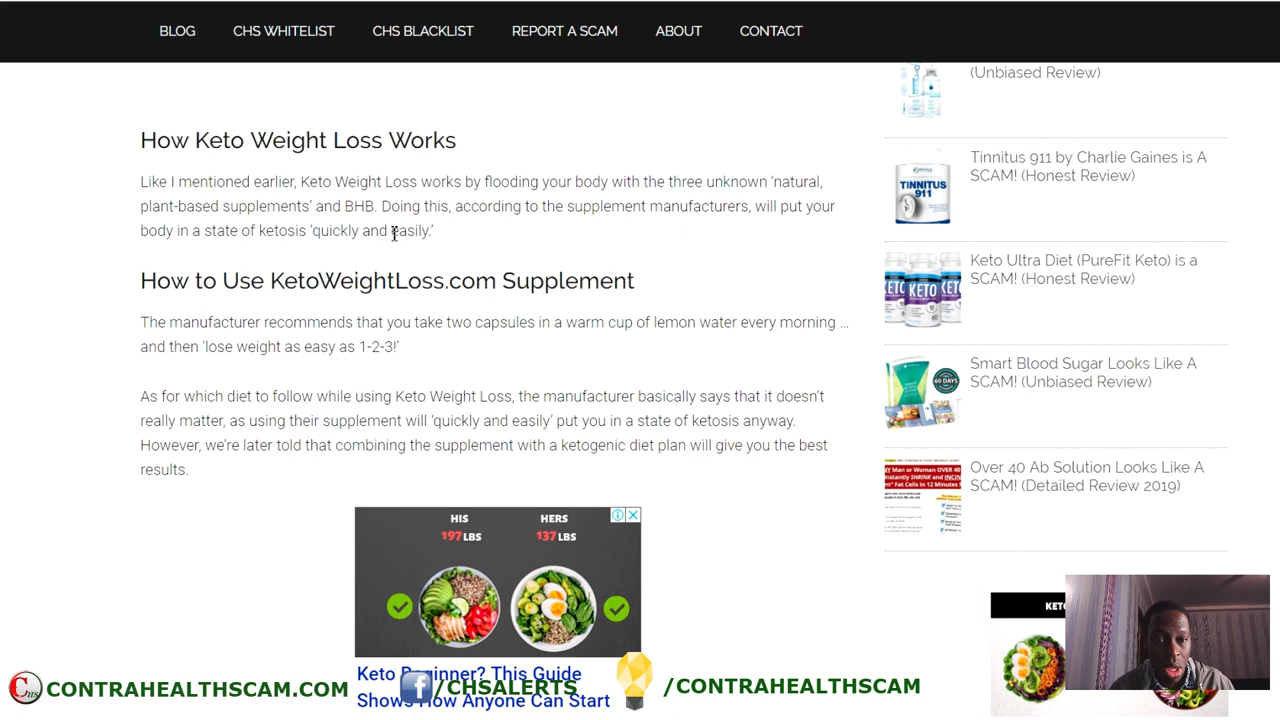 BLOG CHS WHITELIST CHS BLACKLIST REPORT A SCAM ABOUT CONTACT
How Keto Weight Loss Works
Like I mentioned earlier, Keto Weight Loss works by flooding your body with the three unknown ‘natural,
plant-based supplements’ and BHB. Doing this, according to the supplement manufacturers, will put your
body in a state of ketosis ‘quickly and easily.’
How to Use KetoWeightLoss.com Supplement
The manufacturer recommends that you take two capsules in a warm cup of lemon water every morning …
and then ‘lose weight as easy as 1-2-3!’
As for which diet to follow while using Keto Weight Loss, the manufacturer basically says that it doesn’t
really matter, as using their supplement will ‘quickly and easily’ put you in a state of ketosis anyway.
However, we’re later told that combining the supplement with a ketogenic diet plan will give you the best
results.
HIS HERS
197LBS 137LBS
Keto Beginner? This Guide
Shows How Anyone Can Start
(Unbiased Review)
Tinnitus 911 by Charlie Gaines is A
SCAM! (Honest Review)
TINNITUS
911
Keto Ultra Diet (PureFit Keto) is a
SCAM! (Honest Review)
KETO
Smart Blood Sugar Looks Like A
SCAM! (Unbiased Review)
Over 40 Ab Solution Looks Like A
SCAM! (Detailed Review 2019)
KETO
CHS
CONTRAHEALTHSCAM.COM
/CHSALERTS
/CONTRAHEALTHSCAM